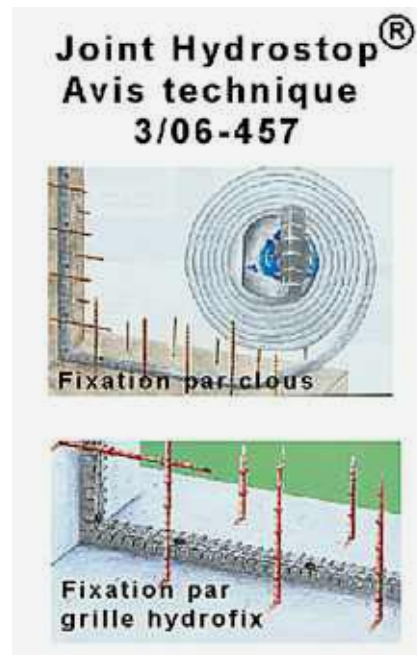 Joint Hydrostop®
Avis technique
3/06-457
Fixation par clous
Fixation par
grille hydrofix